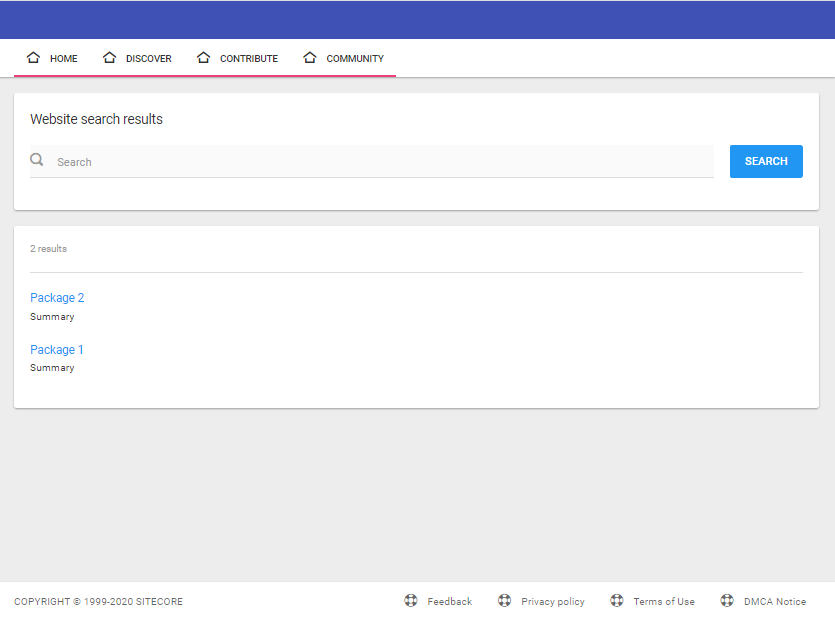 HOME DISCOVER CONTRIBUTE COMMUNITY
Website search results
Search SEARCH
2 results
Package 2
Summary
Package 1
Summary
COPYRIGHT © 1999-2020 SITECORE Feedback Privacy policy Terms of Use DMCA Notice